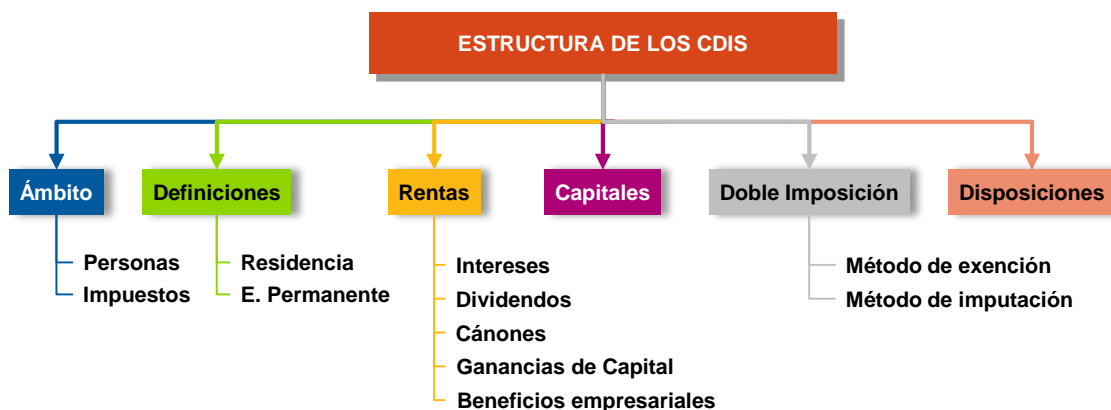 ESTRUCTURA DE LOS CDIS
Ámbito
Definiciones
Rentas
Capitales
Doble Imposición
Disposiciones
Personas
Impuestos
Residencia
E. Permanente
Intereses
Dividendos
Cánones
Ganancias de Capital
Beneficios empresariales
Método de exención
Método de imputación